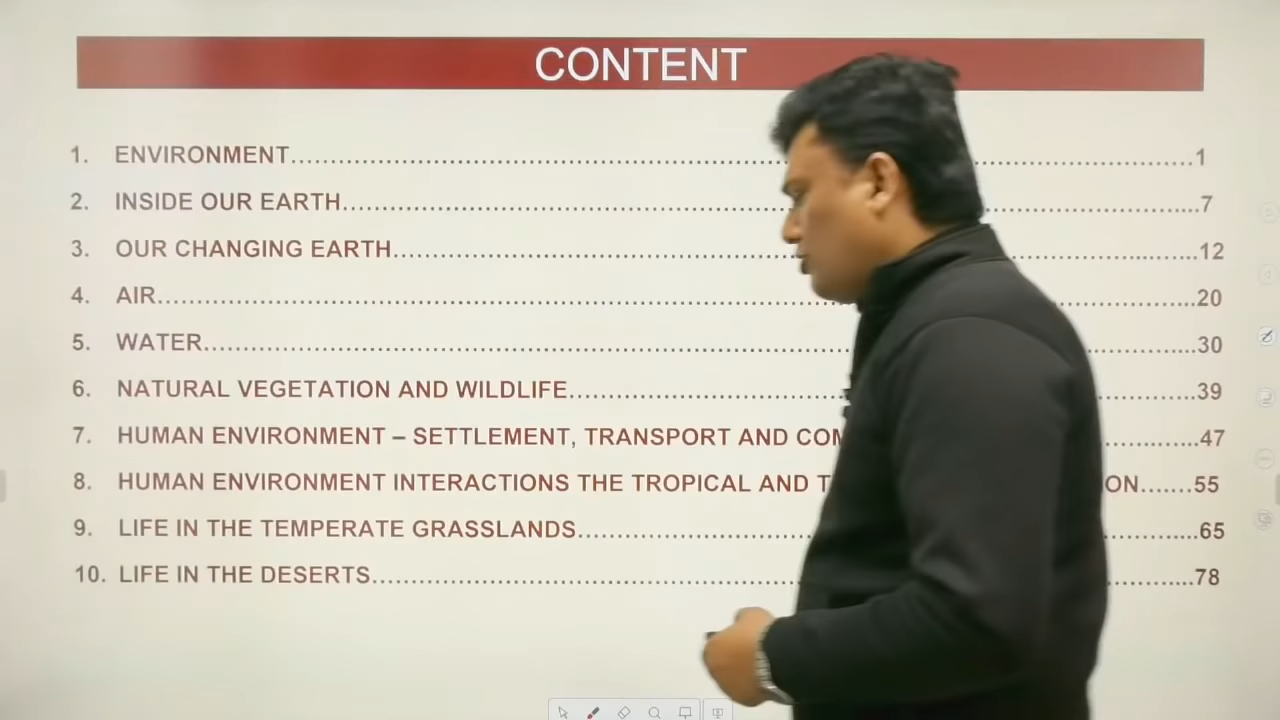 CONTENT
1. ENVIRONMENT....................1
2. INSIDE OUR EARTH....................7
3. OUR CHANGING EARTH....................12
4. AIR....................20
5. WATER....................30
6. NATURAL VEGETATION AND WILDLIFE....................39
7. HUMAN ENVIRONMENT – SETTLEMENT, TRANSPORT AND ....................47
8. HUMAN ENVIRONMENT INTERACTIONS THE TROPICAL AND .......55
9. LIFE IN THE TEMPERATE GRASSLANDS....................65
10. LIFE IN THE DESERTS....................78